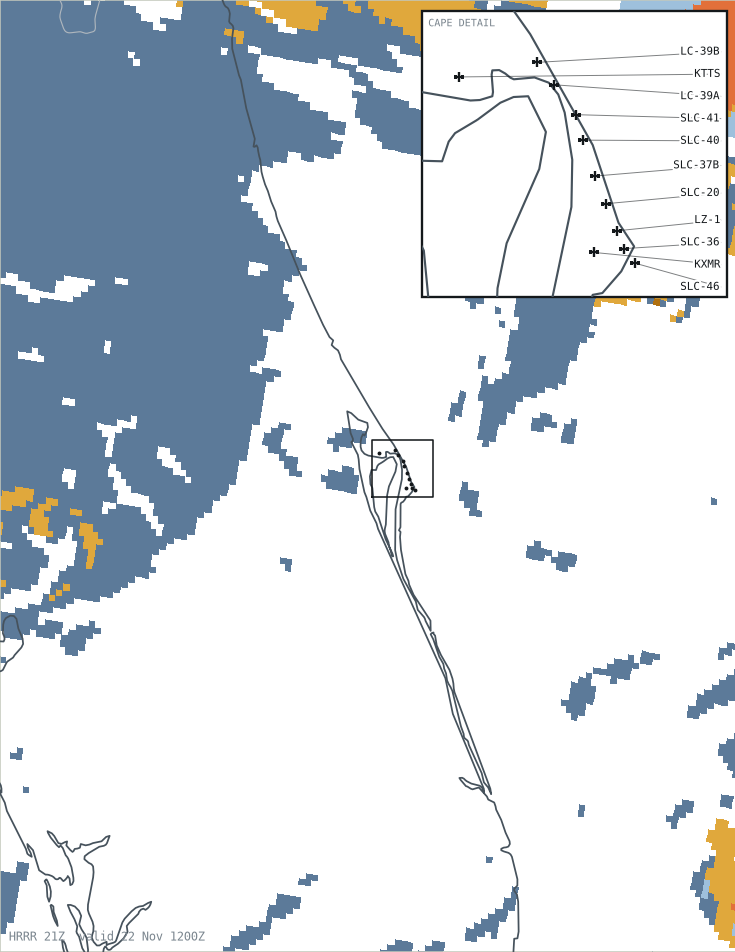 CAPE DETAIL
LC-39B
KTTS
LC-39A
SLC-41
SLC-40
SLC-37B
SLC-20
LZ-1
SLC-36
KXMR
SLC-46
HRRR 21Z valid 22 Nov 1200Z